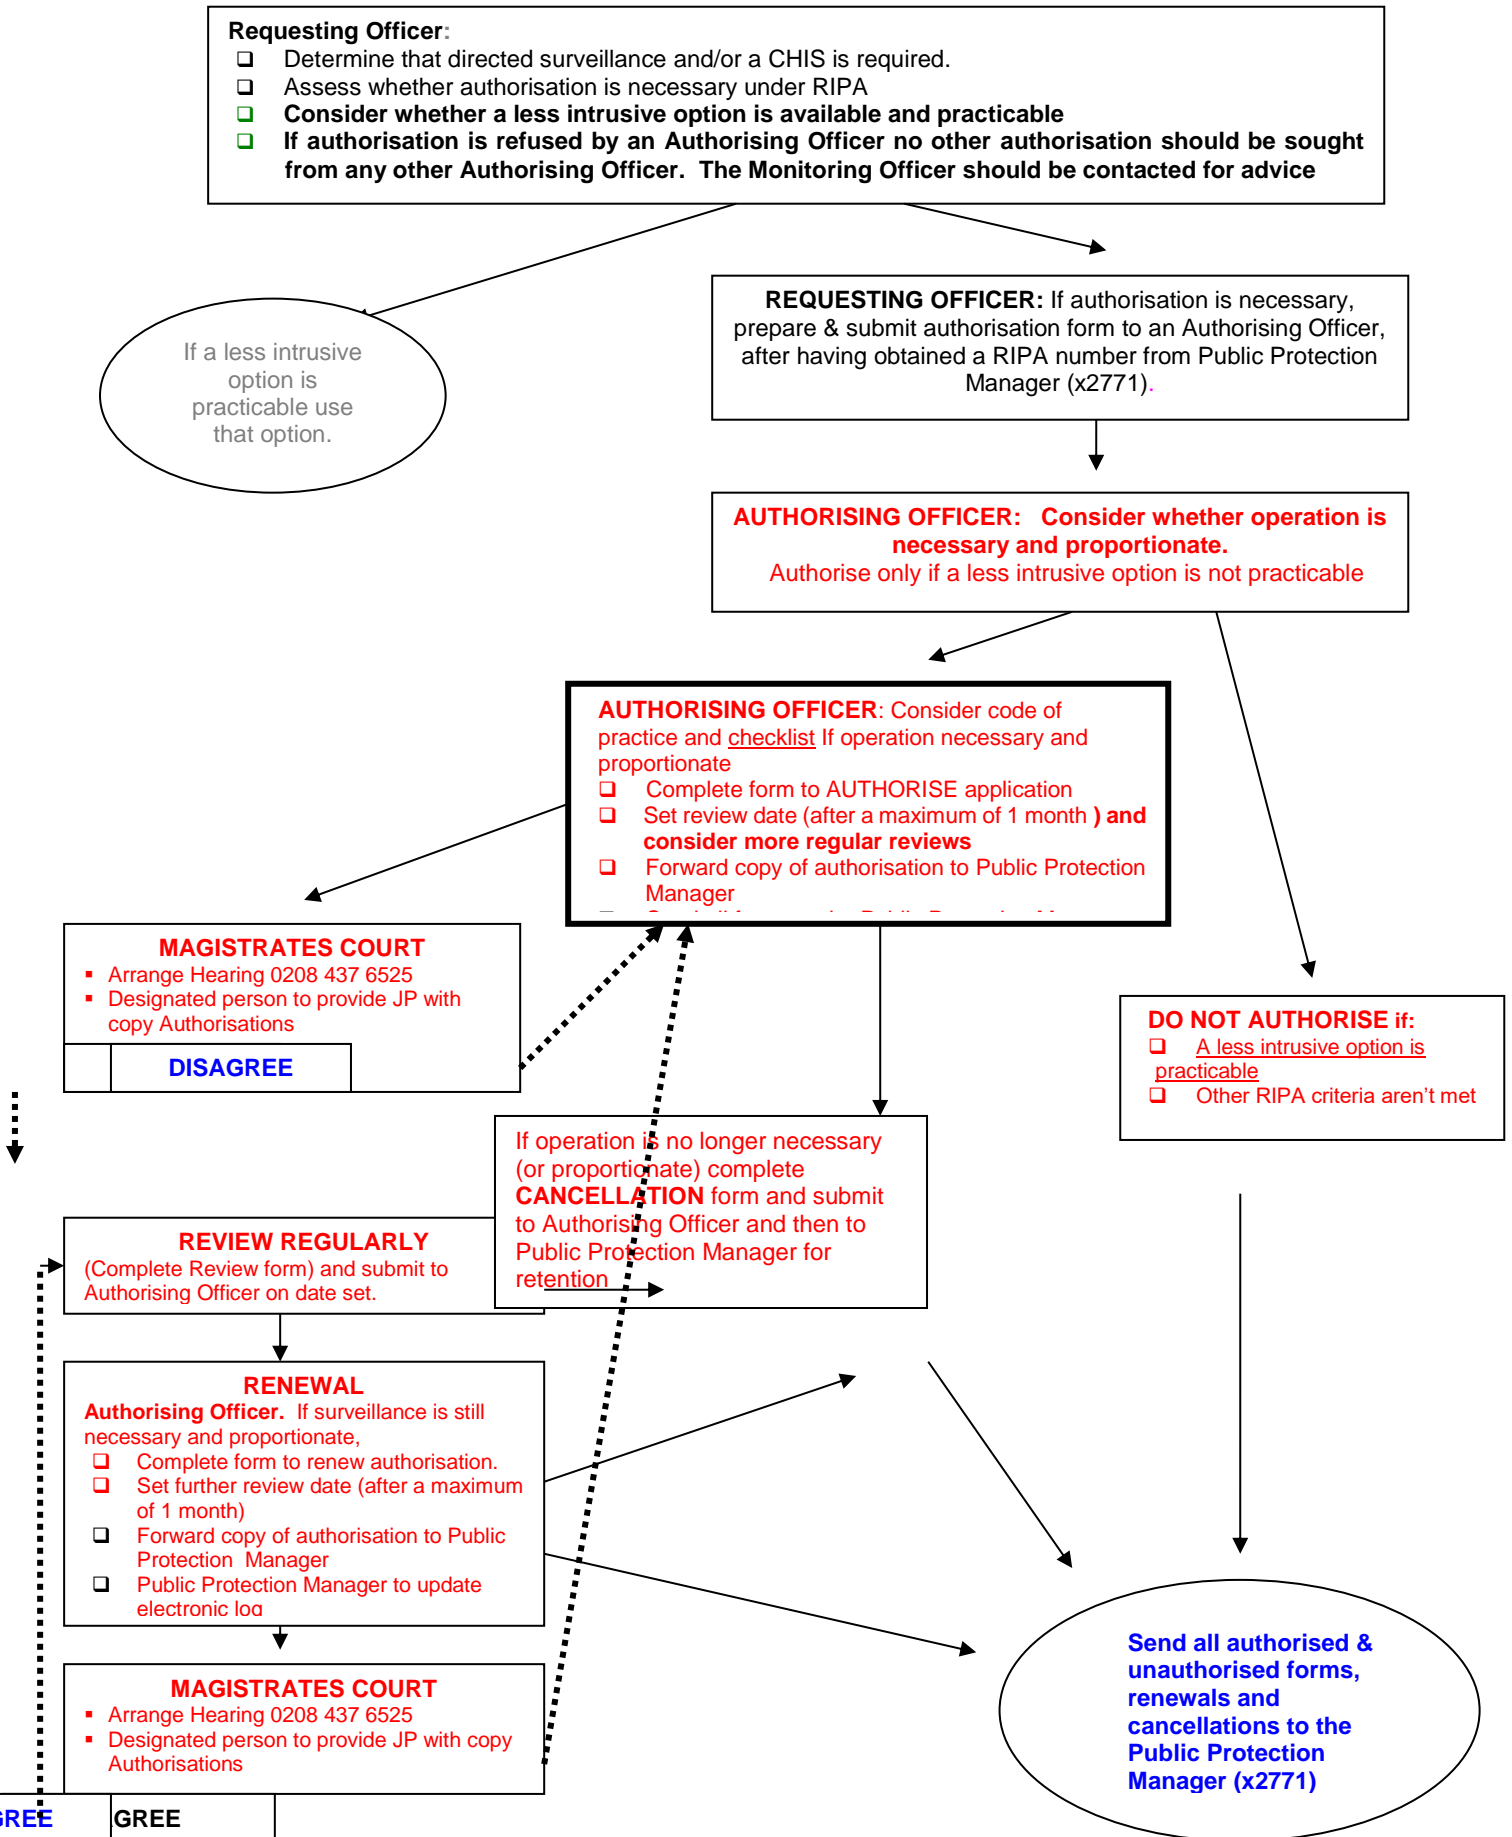 Requesting Officer:
❑ Determine that directed surveillance and/or a CHIS is required.
❑ Assess whether authorisation is necessary under RIPA
❑ Consider whether a less intrusive option is available and practicable
❑ If authorisation is refused by an Authorising Officer no other authorisation should be sought
from any other Authorising Officer. The Monitoring Officer should be contacted for advice
If a less intrusive
option is
practicable use
that option.
REQUESTING OFFICER: If authorisation is necessary,
prepare & submit authorisation form to an Authorising Officer,
after having obtained a RIPA number from Public Protection
Manager (x2771).
AUTHORISING OFFICER: Consider whether operation is
necessary and proportionate.
Authorise only if a less intrusive option is not practicable
AUTHORISING OFFICER: Consider code of
practice and checklist If operation necessary and
proportionate
❑ Complete form to AUTHORISE application
❑ Set review date (after a maximum of 1 month ) and
consider more regular reviews
❑ Forward copy of authorisation to Public Protection
Manager
MAGISTRATES COURT
▪ Arrange Hearing 0208 437 6525
▪ Designated person to provide JP with
copy Authorisations
DISAGREE
DO NOT AUTHORISE if:
❑ A less intrusive option is
practicable
❑ Other RIPA criteria aren't met
If operation is no longer necessary
(or proportionate) complete
CANCELLATION form and submit
to Authorising Officer and then to
Public Protection Manager for
retention
REVIEW REGULARLY
(Complete Review form) and submit to
Authorising Officer on date set.
RENEWAL
Authorising Officer. If surveillance is still
necessary and proportionate,
❑ Complete form to renew authorisation.
❑ Set further review date (after a maximum
of 1 month)
❑ Forward copy of authorisation to Public
Protection Manager
❑ Public Protection Manager to update
electronic log
MAGISTRATES COURT
▪ Arrange Hearing 0208 437 6525
▪ Designated person to provide JP with copy
Authorisations
GREE
GREE
Send all authorised &
unauthorised forms,
renewals and
cancellations to the
Public Protection
Manager (x2771)